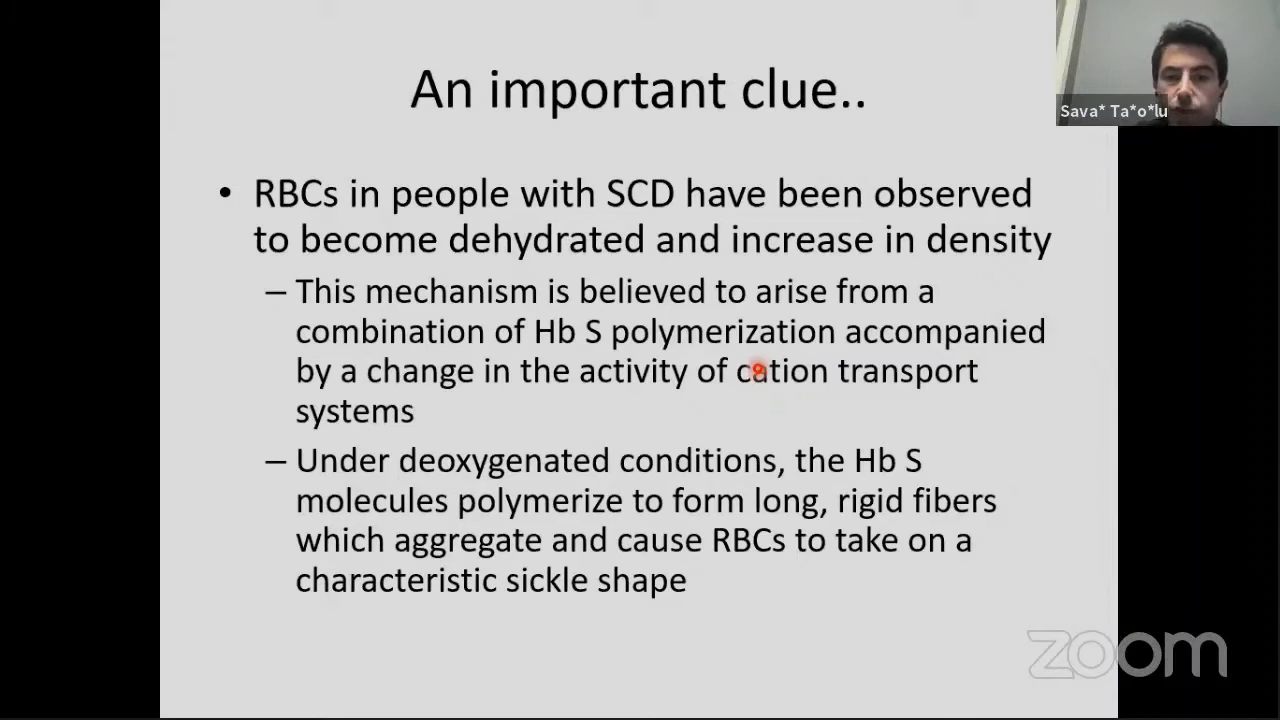 An important clue..
Sava* Ta*o*lu
• RBCs in people with SCD have been observed
to become dehydrated and increase in density
– This mechanism is believed to arise from a
combination of Hb S polymerization accompanied
by a change in the activity of cation transport
systems
– Under deoxygenated conditions, the Hb S
molecules polymerize to form long, rigid fibers
which aggregate and cause RBCs to take on a
characteristic sickle shape
zoom